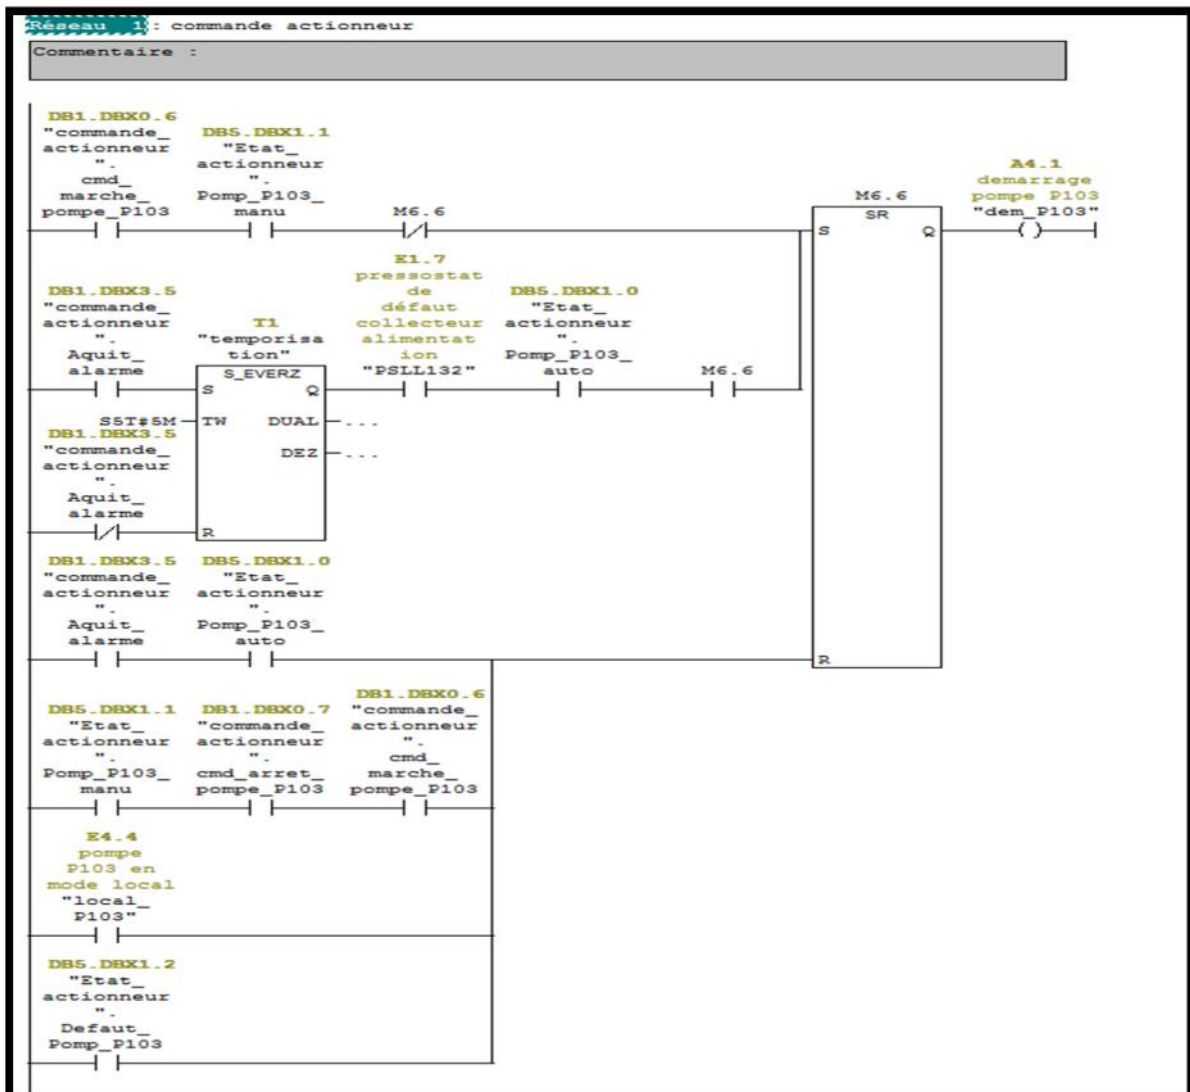 Réseau 1: commande actionneur
Commentaire :
DB1.DBX0.6
"commande_
actionneur
".
cmd_
marche_
pompe_P103
DB5.DBX1.1
"Etat_
actionneur
".
Pomp_P103_
manu
M6.6
M6.6
SR
S
Q
A4.1
demarrage
pompe P103
"dem_P103"
DB1.DBX3.5
"commande_
actionneur
".
Aquit_
alarme
T1
"temporisa
tion"
S_EVERZ
S
Q
E1.7
pressostat
de
défaut
collecteur
alimentat
ion
"PSLL132"
DB5.DBX1.0
"Etat_
actionneur
".
Pomp_P103_
auto
M6.6
S5T#5M
TW
DUAL
...
DEZ
...
DB1.DBX3.5
"commande_
actionneur
".
Aquit_
alarme
R
DB1.DBX3.5
"commande_
actionneur
".
Aquit_
alarme
DB5.DBX1.0
"Etat_
actionneur
".
Pomp_P103_
auto
R
DB5.DBX1.1
"Etat_
actionneur
".
Pomp_P103_
manu
DB1.DBX0.7
"commande_
actionneur
".
cmd_arret_
pompe_P103
DB1.DBX0.6
"commande_
actionneur
".
cmd_
marche_
pompe_P103
E4.4
pompe
P103 en
mode local
"local_
P103"
DB5.DBX1.2
"Etat_
actionneur
".
Defaut_
Pomp_P103